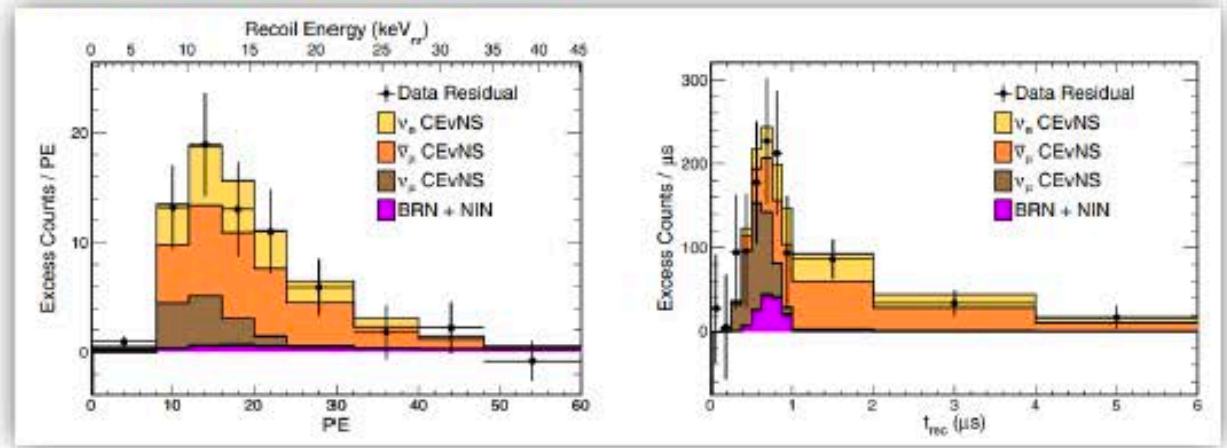 Recoil Energy (keVnr)
0 5 10 15 20 25 30 35 40 45
Data Residual
νe CEvNS
ν̄μ CEvNS
νμ CEvNS
BRN + NIN
Excess Counts / PE
20
10
0
0 10 20 30 40 50 60
PE
300
200
100
0
Data Residual
νe CEvNS
ν̄μ CEvNS
νμ CEvNS
BRN + NIN
Excess Counts / μs
0 1 2 3 4 5 6
trec (μs)